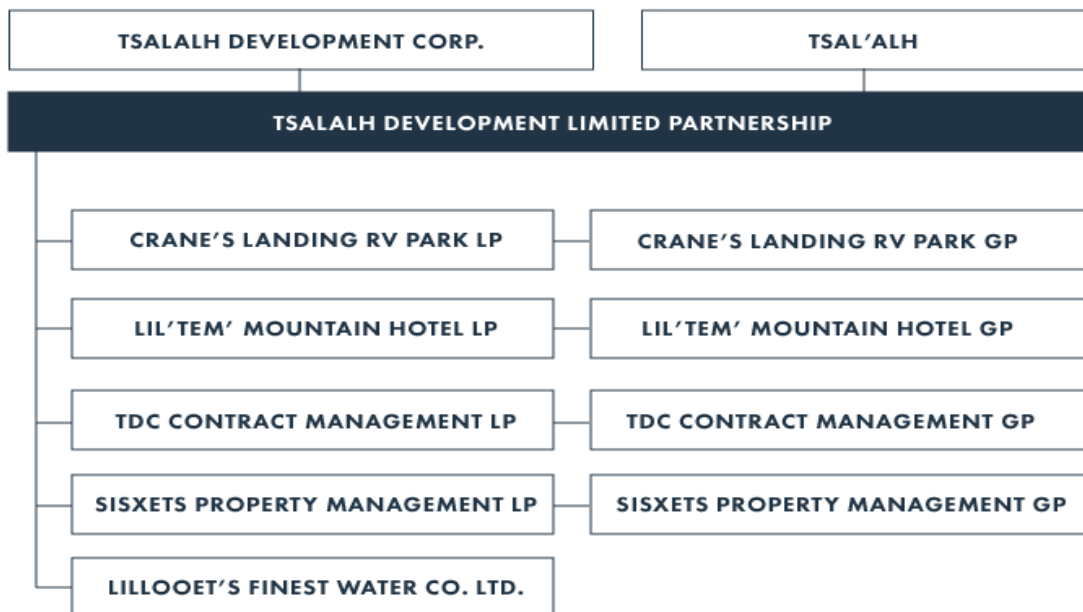 TSALALH DEVELOPMENT CORP.
TSAL’ALH
TSALALH DEVELOPMENT LIMITED PARTNERSHIP
CRANE’S LANDING RV PARK LP
CRANE’S LANDING RV PARK GP
LIL’TEM’ MOUNTAIN HOTEL LP
LIL’TEM’ MOUNTAIN HOTEL GP
TDC CONTRACT MANAGEMENT LP
TDC CONTRACT MANAGEMENT GP
SISXETS PROPERTY MANAGEMENT LP
SISXETS PROPERTY MANAGEMENT GP
LILLOOET’S FINEST WATER CO. LTD.